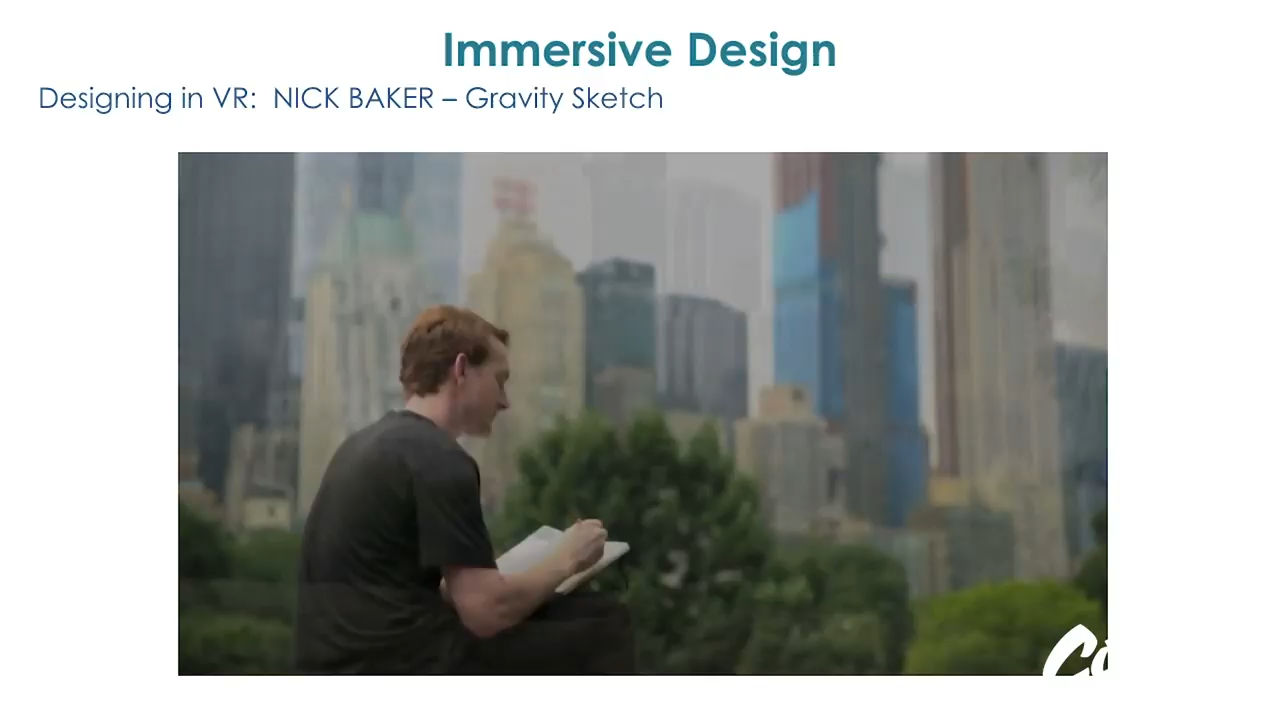 Immersive Design
Designing in VR: NICK BAKER – Gravity Sketch